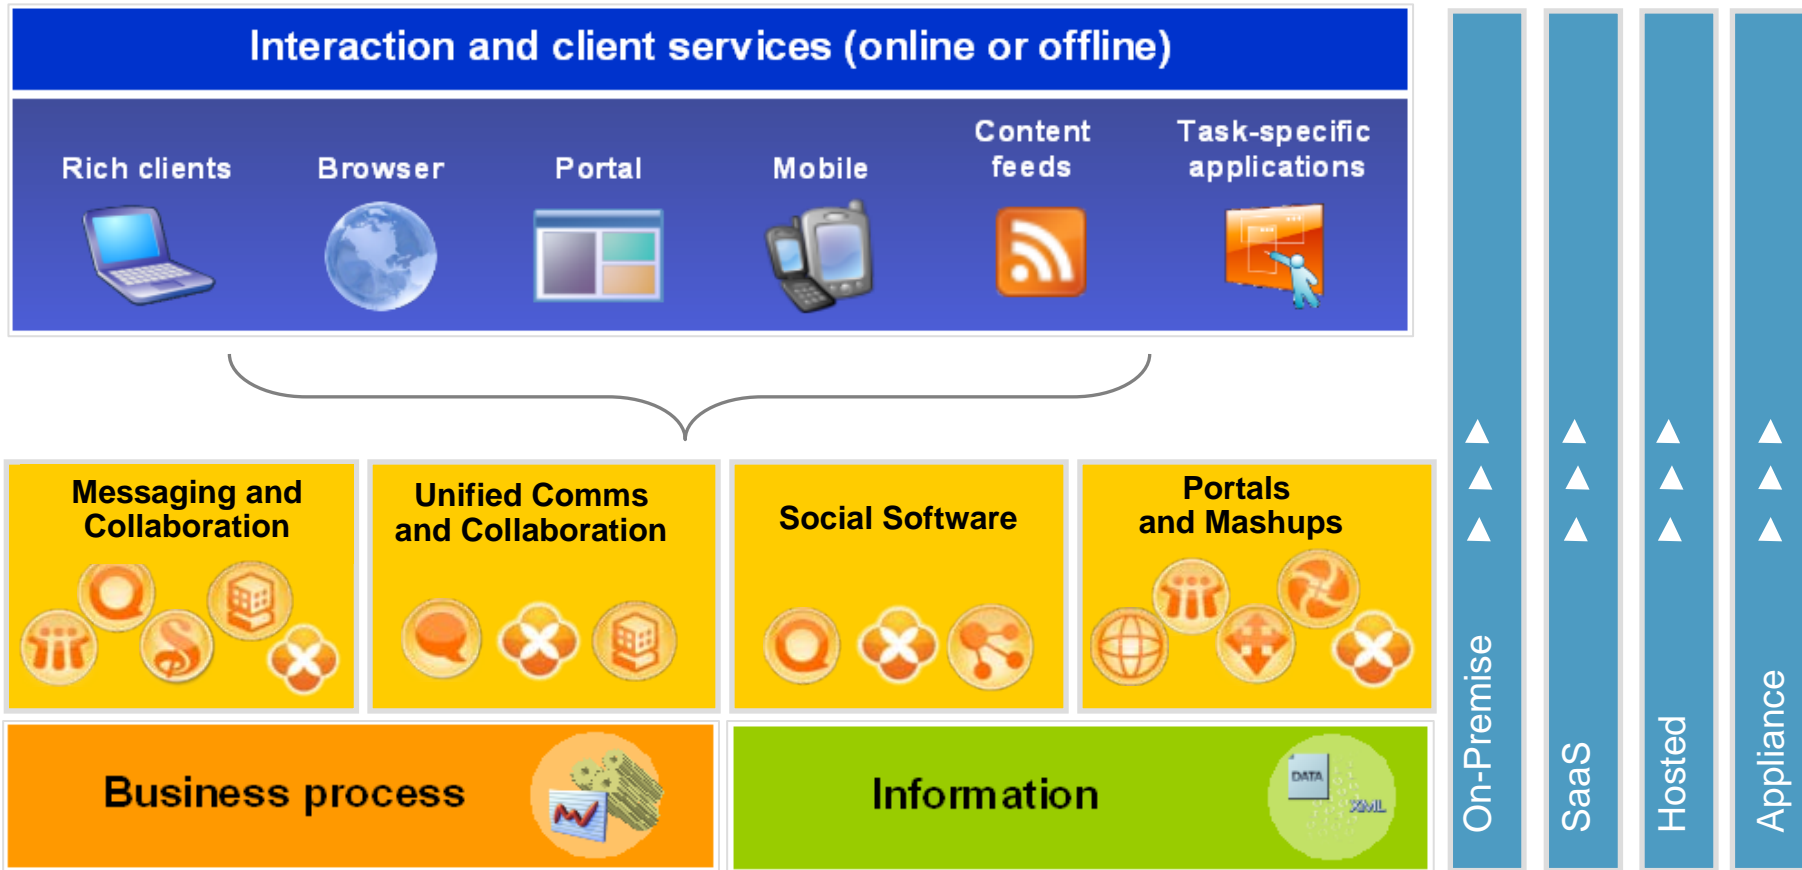 Interaction and client services (online or offline)
Rich clients
Browser
Portal
Mobile
Content
feeds
Task-specific
applications
Messaging and
Collaboration
Unified Comms
and Collaboration
Social Software
Portals
and Mashups
Business process
Information
DATA
XML
On-Premise
SaaS
Hosted
Appliance